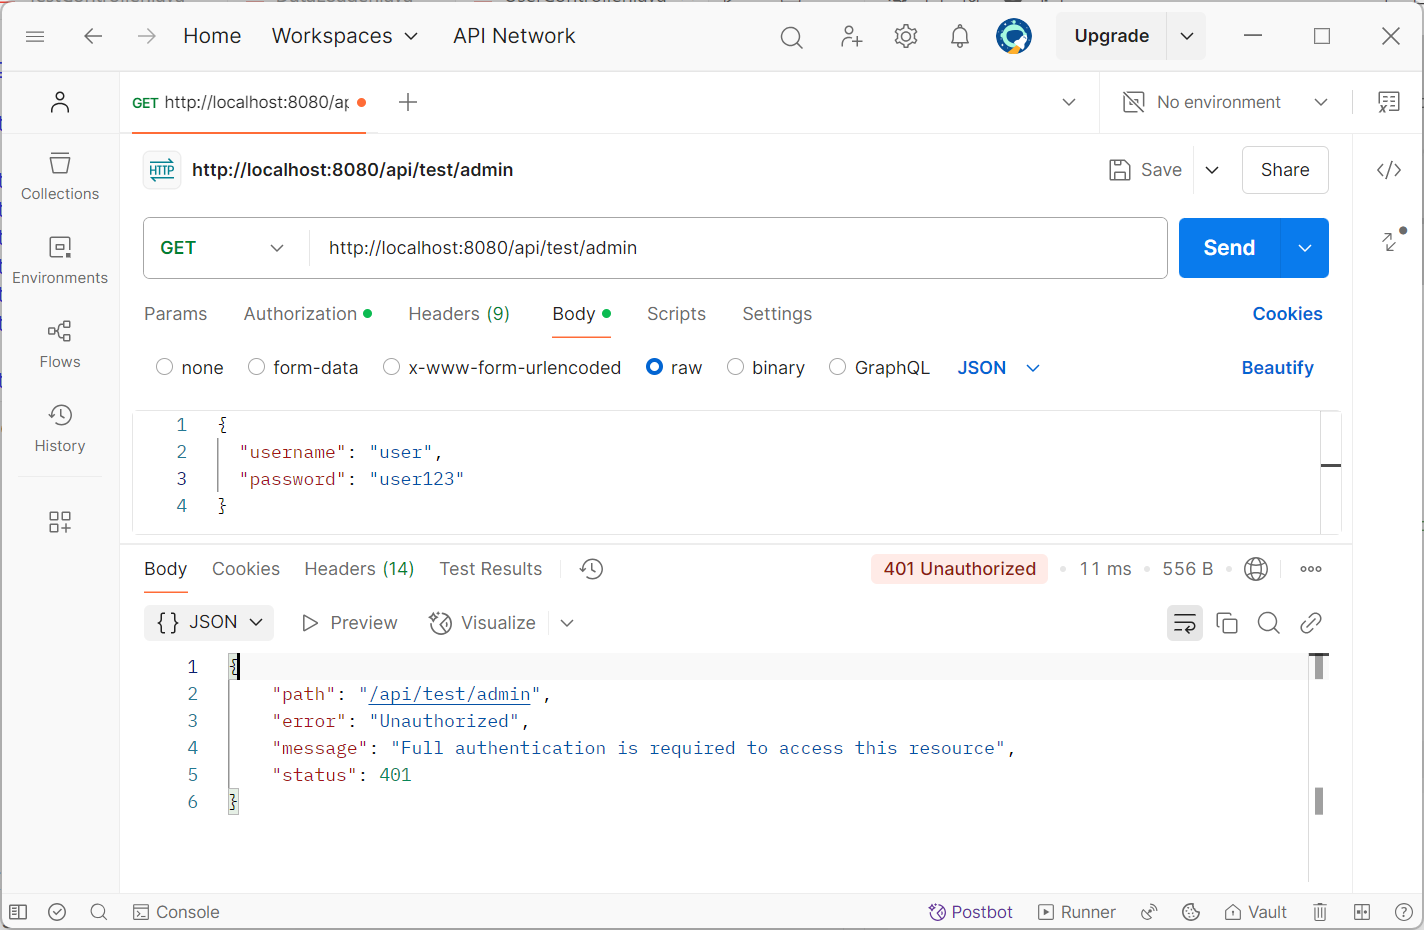 Home
Workspaces
API Network
Upgrade
GET http://localhost:8080/ap
No environment
Collections
Environments
Flows
History
HTTP
http://localhost:8080/api/test/admin
Save
Share
GET
http://localhost:8080/api/test/admin
Send
Params
Authorization
Headers (9)
Body
Scripts
Settings
Cookies
none
form-data
x-www-form-urlencoded
raw
binary
GraphQL
JSON
Beautify
1 {
2 "username": "user",
3 "password": "user123"
4 }
Body
Cookies
Headers (14)
Test Results
401 Unauthorized
11 ms
556 B
{} JSON
Preview
Visualize
1 {
2 "path": "/api/test/admin",
3 "error": "Unauthorized",
4 "message": "Full authentication is required to access this resource",
5 "status": 401
6 }
Console
Postbot
Runner
Vault